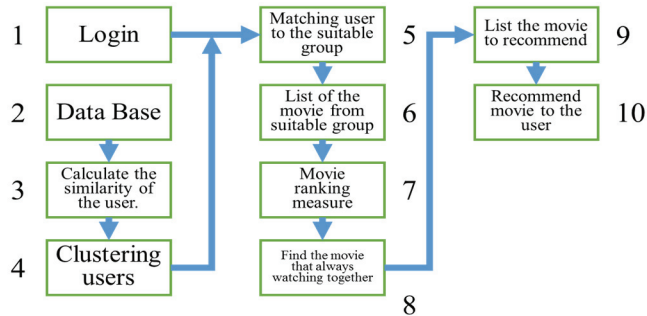 1
Login
2
Data Base
3
Calculate the
similarity of
the user.
4
Clustering
users
Matching user
to the suitable
group
5
List of the
movie from
suitable group
6
Movie
ranking
measure
7
Find the movie
that always
watching together
8
List the movie
to recommend
9
Recommend
movie to the
user
10